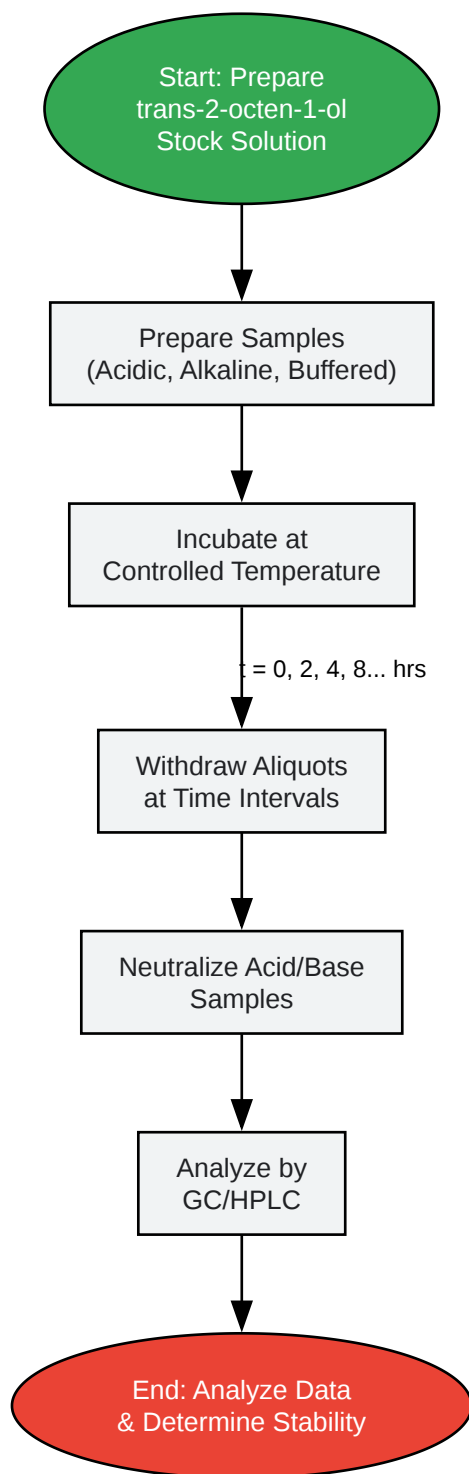 Start: Prepare
trans-2-octen-1-ol
Stock Solution
Prepare Samples
(Acidic, Alkaline, Buffered)
Incubate at
Controlled Temperature
t = 0, 2, 4, 8... hrs
Withdraw Aliquots
at Time Intervals
Neutralize Acid/Base
Samples
Analyze by
GC/HPLC
End: Analyze Data
& Determine Stability